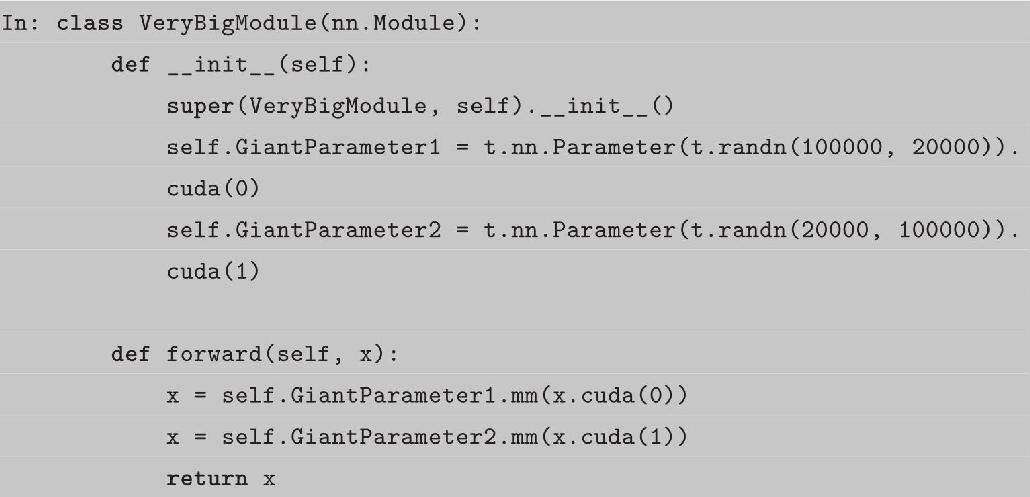 In: class VeryBigModule(nn.Module):
def __init__(self):
super(VeryBigModule, self).__init__()
self.GiantParameter1 = t.nn.Parameter(t.randn(100000, 20000)).
cuda(0)
self.GiantParameter2 = t.nn.Parameter(t.randn(20000, 100000)).
cuda(1)
def forward(self, x):
x = self.GiantParameter1.mm(x.cuda(0))
x = self.GiantParameter2.mm(x.cuda(1))
return x